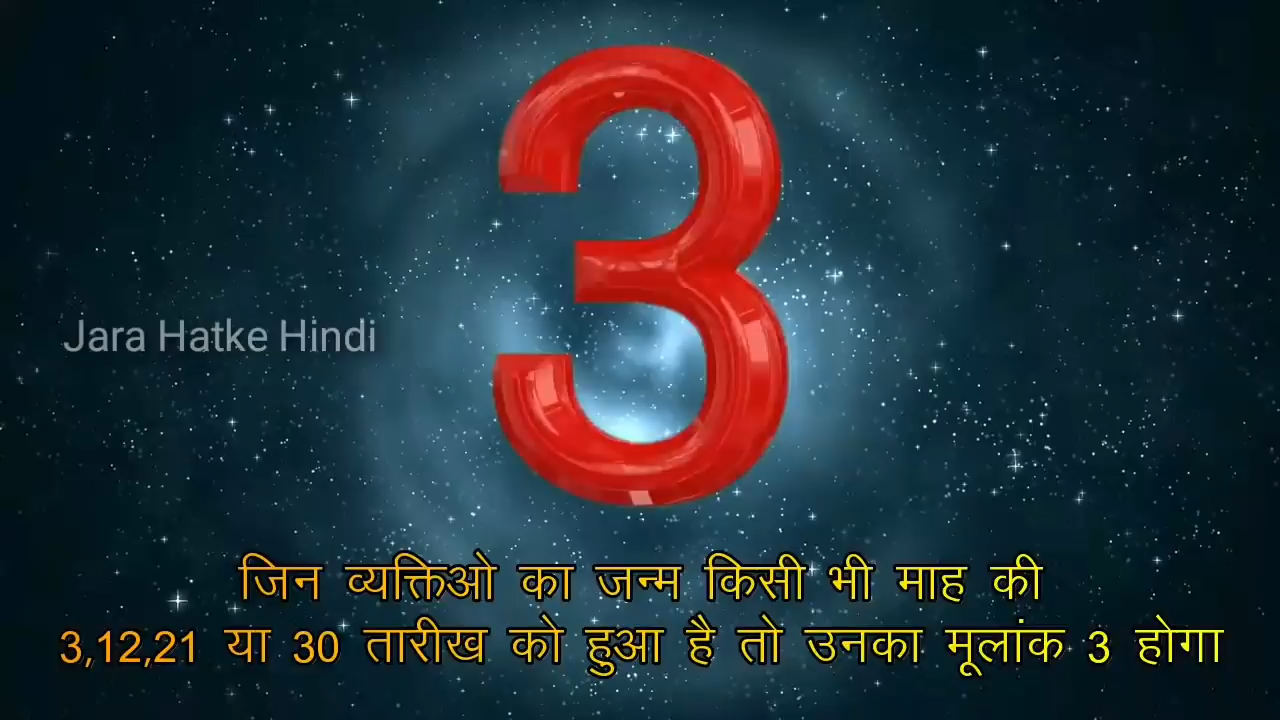 3
Jara Hatke Hindi
जिन व्यक्तिओ का जन्म किसी भी माह की
3,12,21 या 30 तारीख को हुआ है तो उनका मूलांक 3 होगा